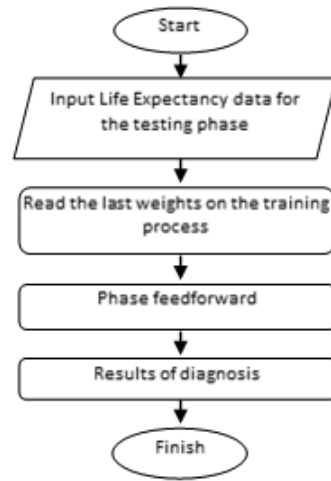 Start
Input Life Expectancy data for
the testing phase
Read the last weights on the training
process
Phase feedforward
Results of diagnosis
Finish